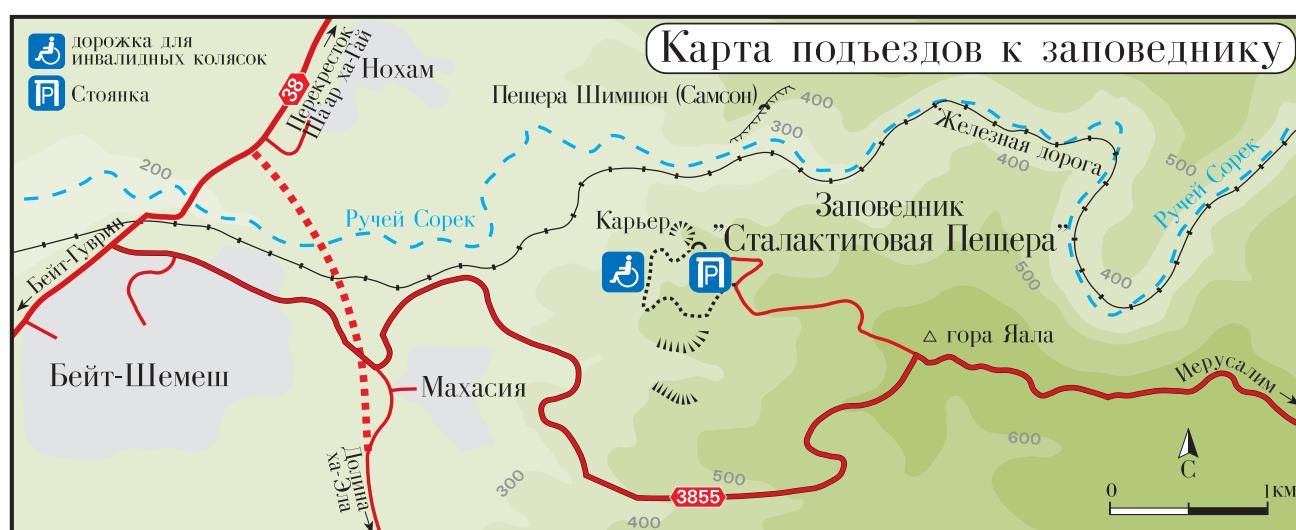 Карта подъездов к заповеднику
дорожка для
инвалидных колясок
P
Стоянка
38
Перекресток
Ша'ар ха-Гай
Нохам
Пещера Шимшон (Самсон)
400
300
Железная дорога
400
500
Ручей Сорек
200
Ручей Сорек
Карьер
Заповедник
"Сталактитовая Пещера"
P
Бейт-Гуврин
500
400
гора Яала
Бейт-Шемеш
Махасия
Иерусалим
600
Долина
ха-Эла
300
500
3855
400
С
0
1км